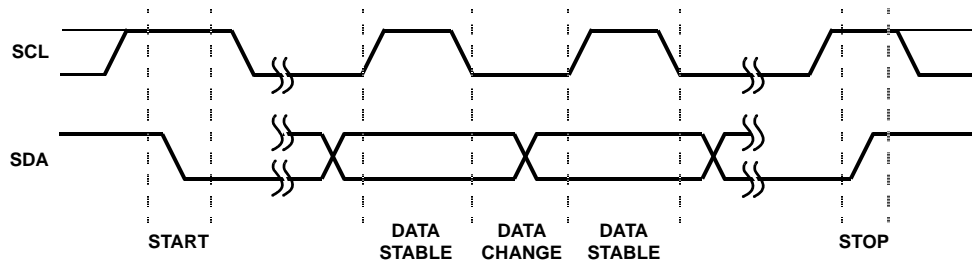 SCL
SDA
START
DATA
STABLE
DATA
CHANGE
DATA
STABLE
STOP